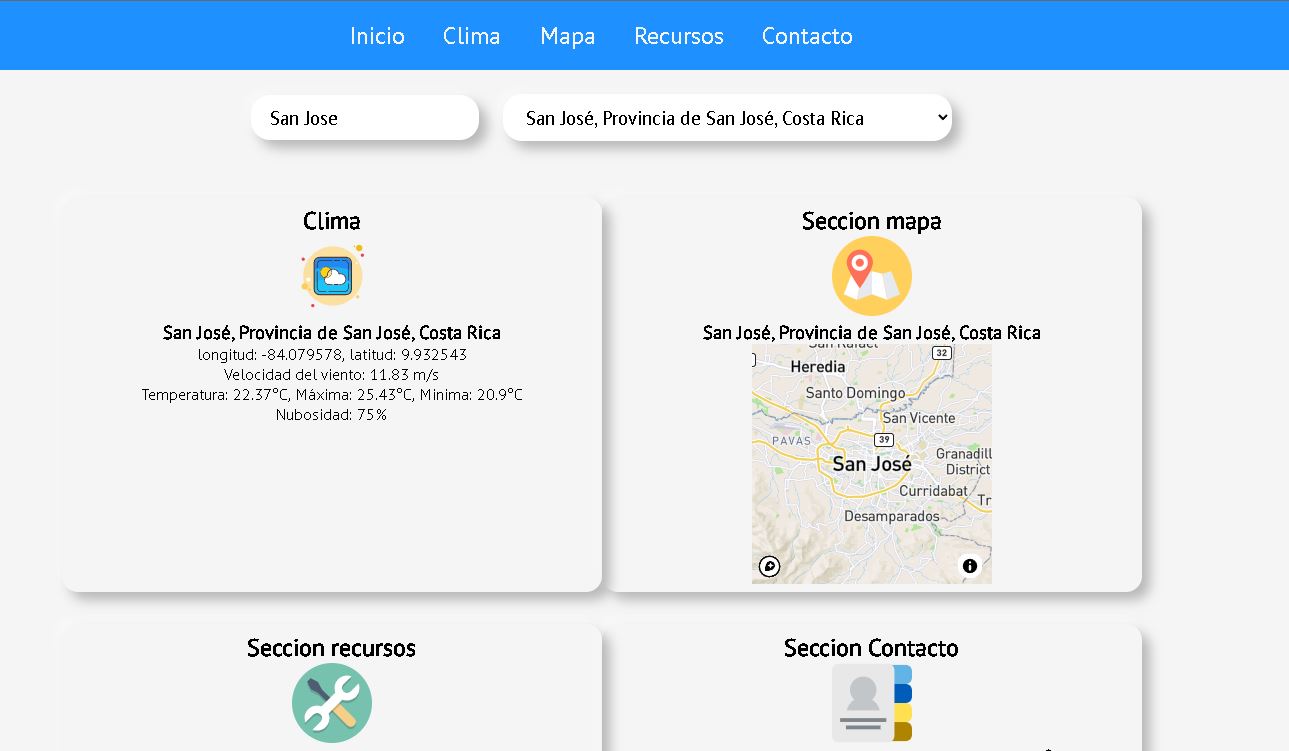 Inicio Clima Mapa Recursos Contacto
San Jose
San José, Provincia de San José, Costa Rica
Clima
San José, Provincia de San José, Costa Rica
longitud: -84.079578, latitud: 9.932543
Velocidad del viento: 11.83 m/s
Temperatura: 22.37°C, Máxima: 25.43°C, Minima: 20.9°C
Nubosidad: 75%
Seccion mapa
San José, Provincia de San José, Costa Rica
San Rafael
32
Heredia
Santo Domingo
San Vicente
PAVAS
39
San José
Granadill
District
Curridabat
Tr
Desamparados
Seccion recursos
Seccion Contacto